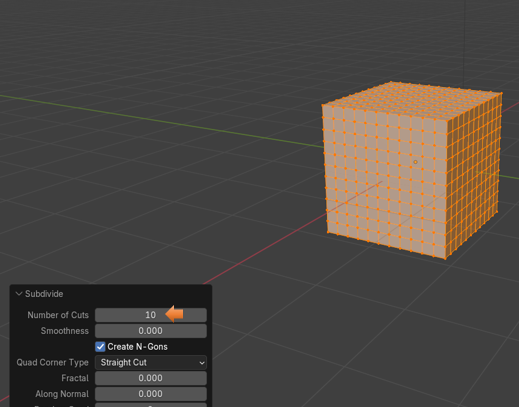 Subdivide
Number of Cuts 10
Smoothness 0.000
Create N-Gons
Quad Corner Type Straight Cut
Fractal 0.000
Along Normal 0.000